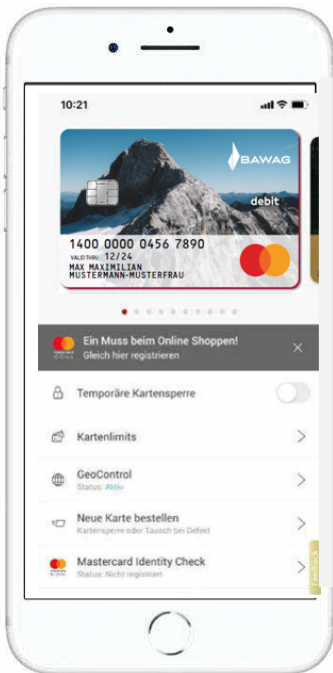 10:21
BAWAG
debit
1400 0000 0456 7890
VALID THRU 12/24
MAX MAXIMILIAN
MUSTERMANN-MUSTERFRAU
Ein Muss beim Online Shoppen!
Gleich hier registrieren
Temporäre Kartensperre
Kartenlimits
GeoControl
Status: Aktiv
Neue Karte bestellen
Kartensperre oder Tausch bei Defekt
Mastercard Identity Check
Status: Nicht registriert